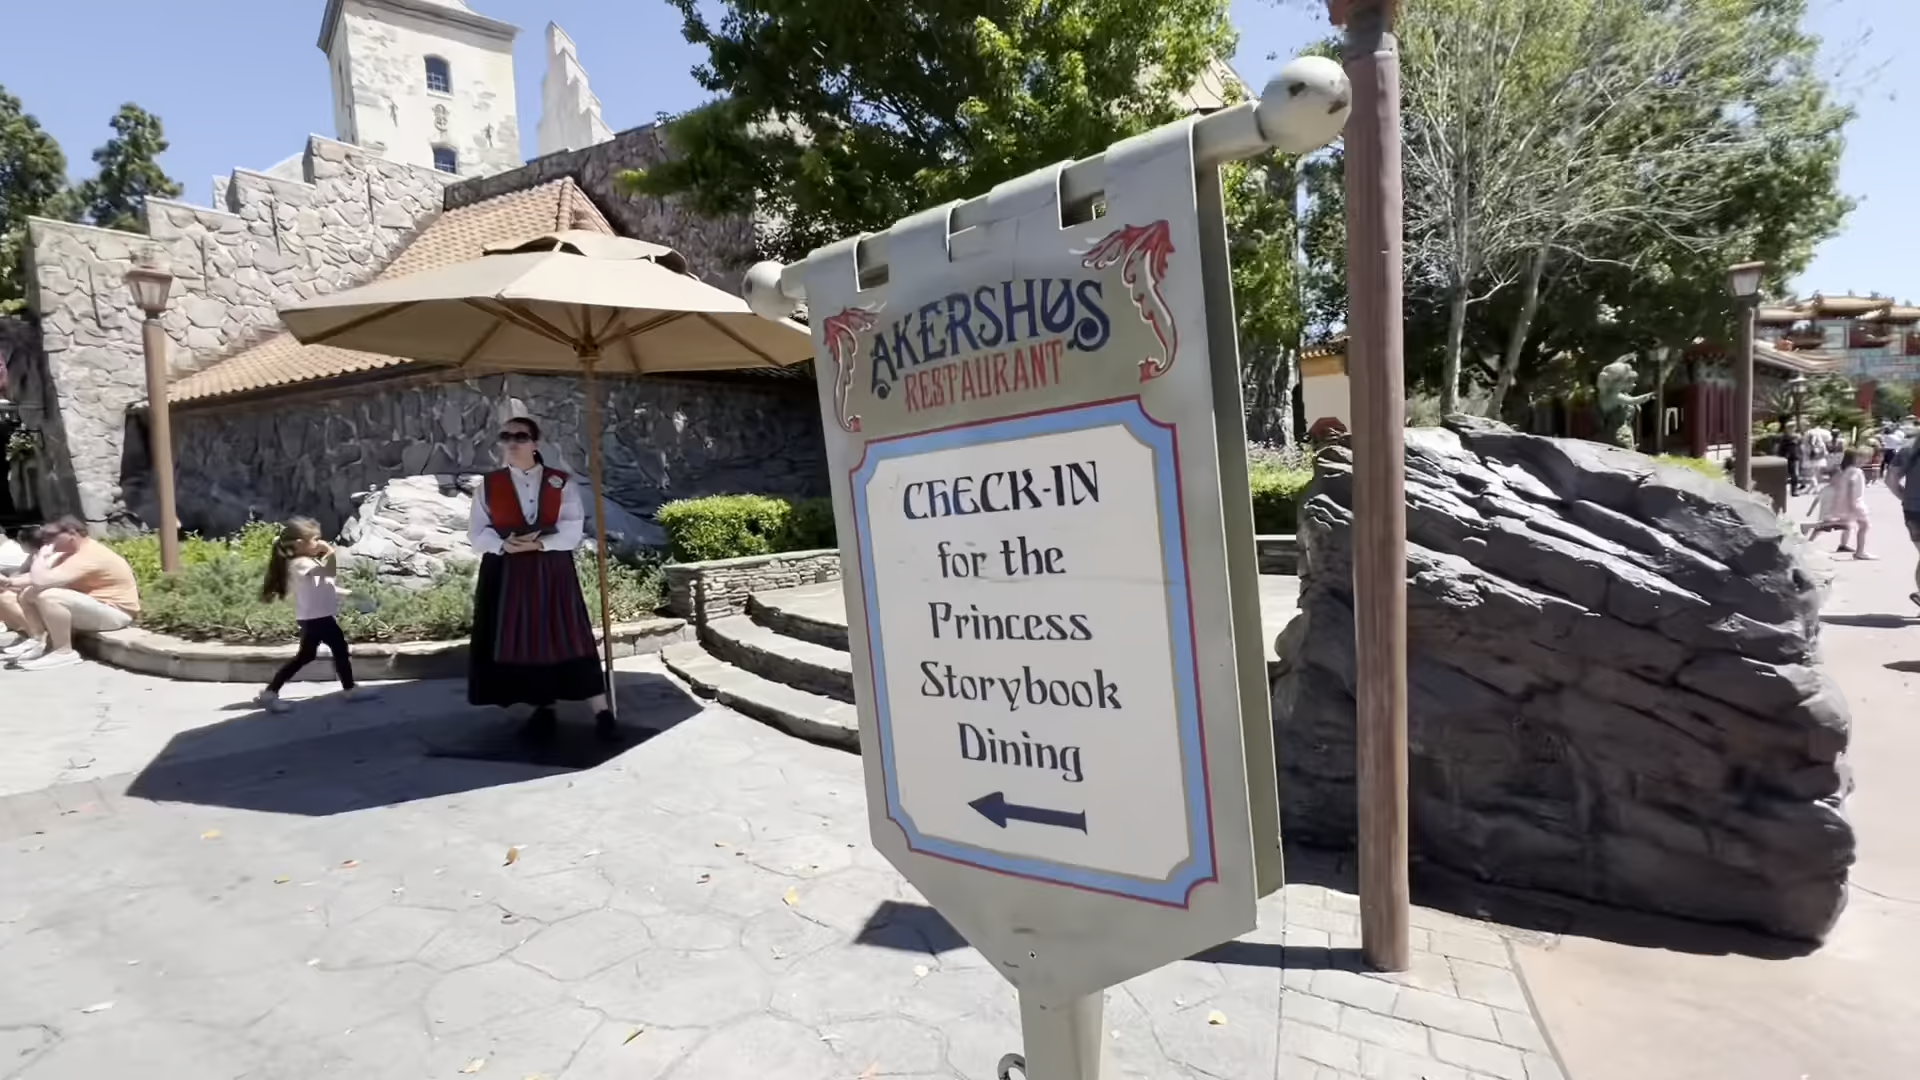 AKERSHUS
RESTAURANT
CHECK-IN
for the
Princess
Storybook
Dining